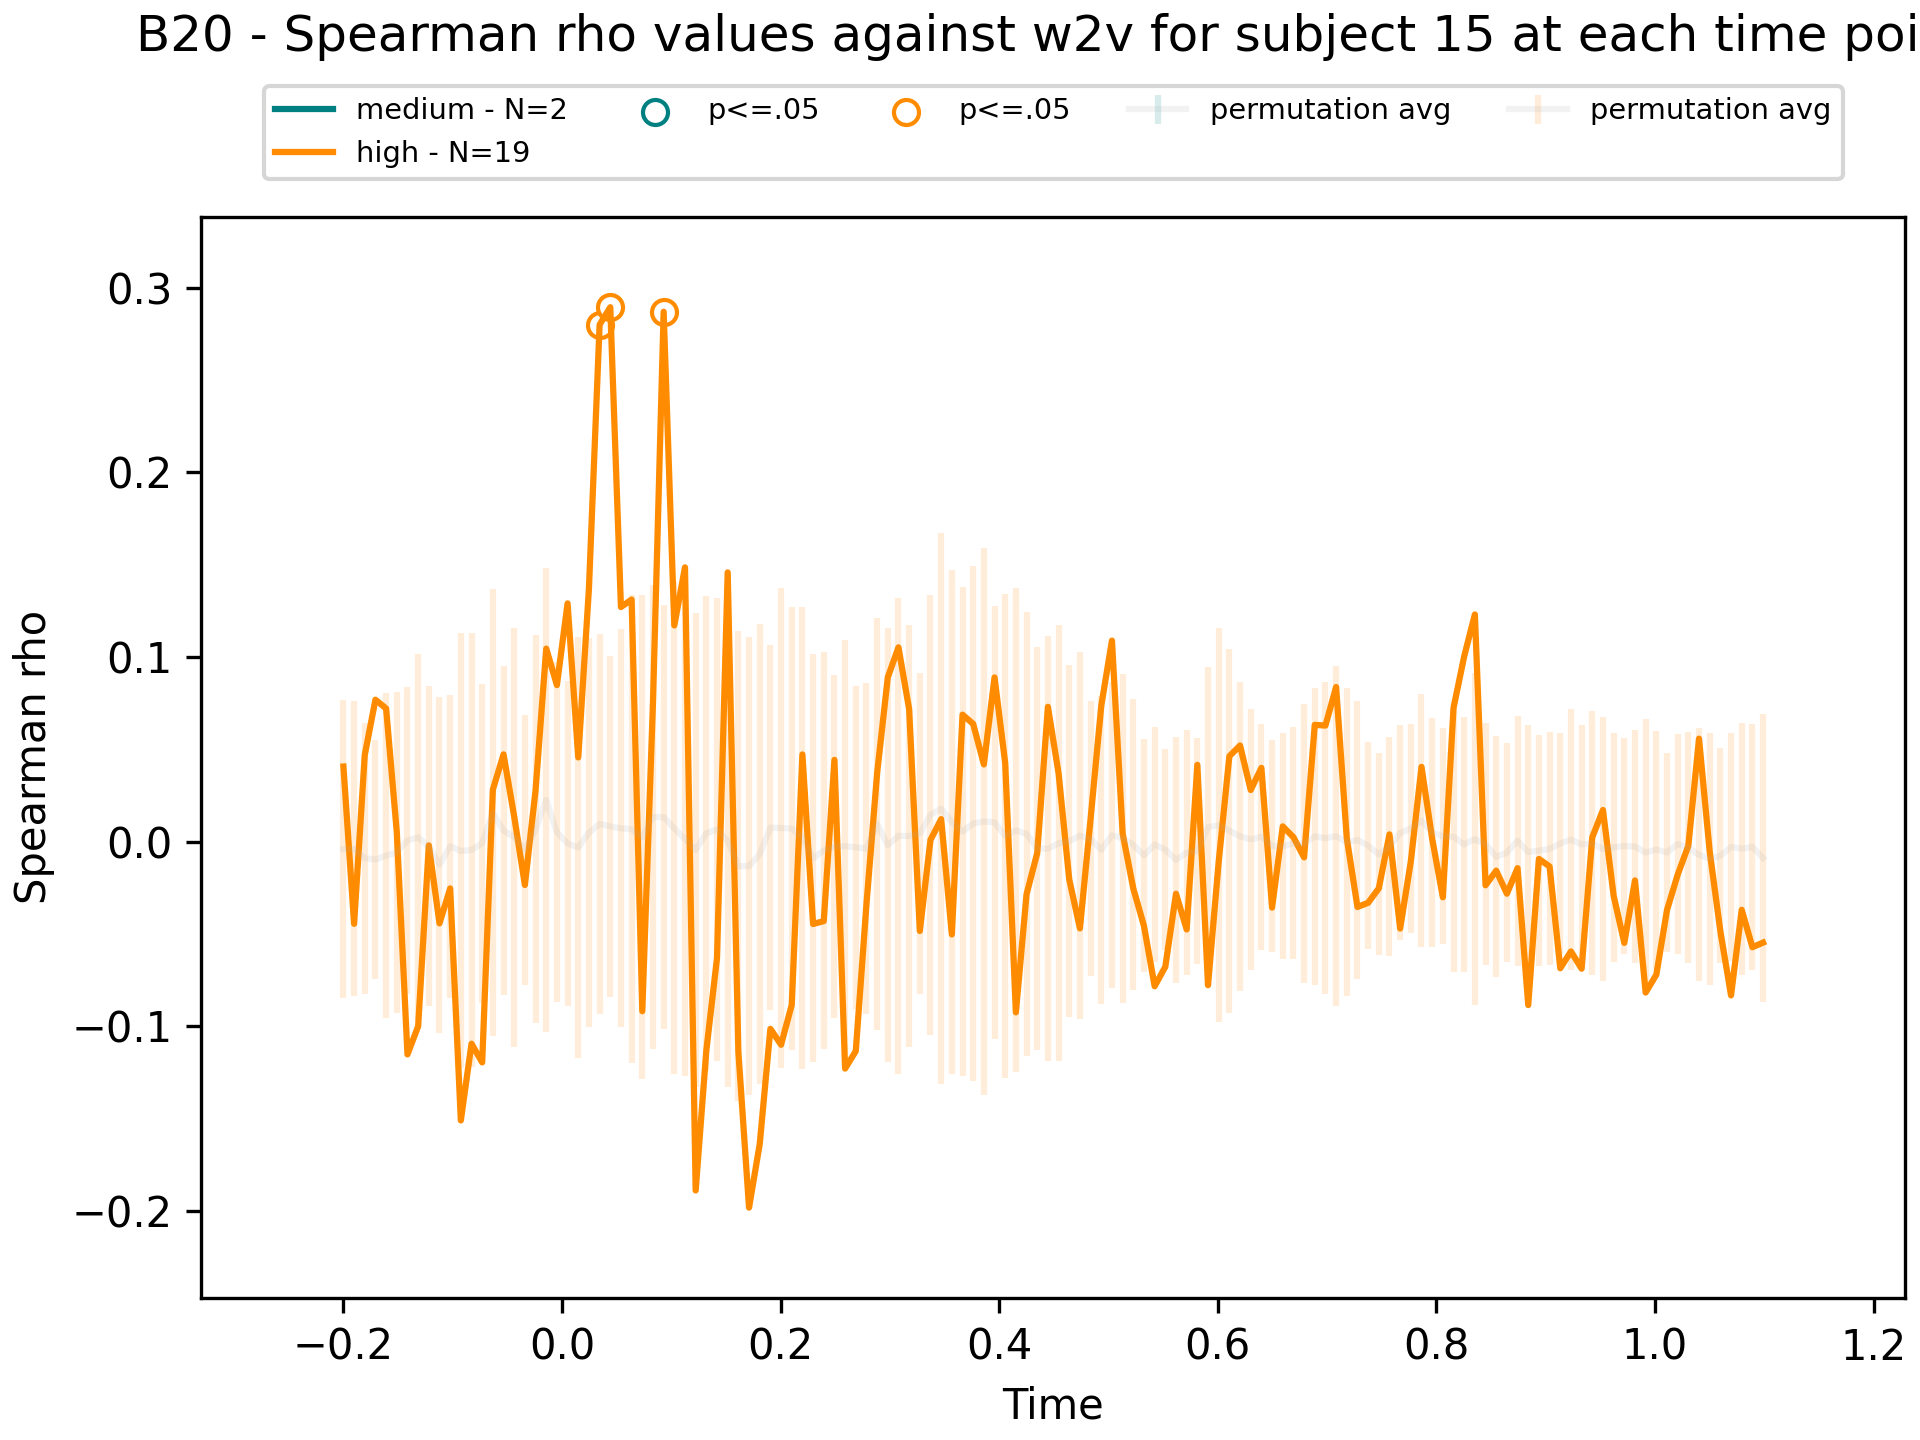 B20 - Spearman rho values against w2v for subject 15 at each time poi
medium - N=2
high - N=19
p<=.05
p<=.05
permutation avg
permutation avg
0.3
0.2
0.1
0.0
−0.1
−0.2
Spearman rho
−0.2 0.0 0.2 0.4 0.6 0.8 1.0 1.2
Time